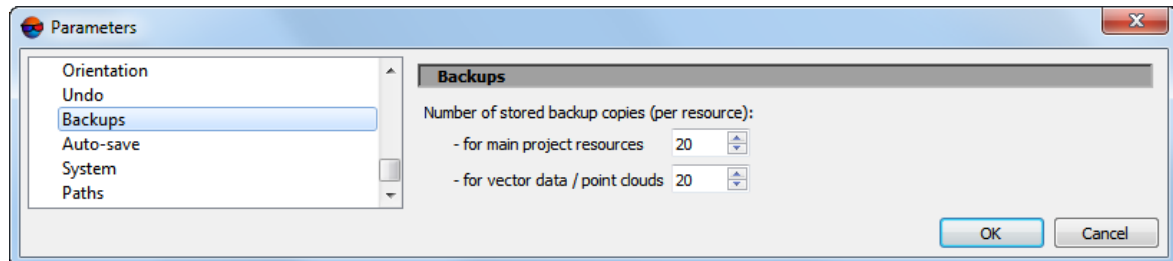 Parameters
Orientation
Undo
Backups
Auto-save
System
Paths
Backups
Number of stored backup copies (per resource):
- for main project resources 20
- for vector data / point clouds 20
OK Cancel